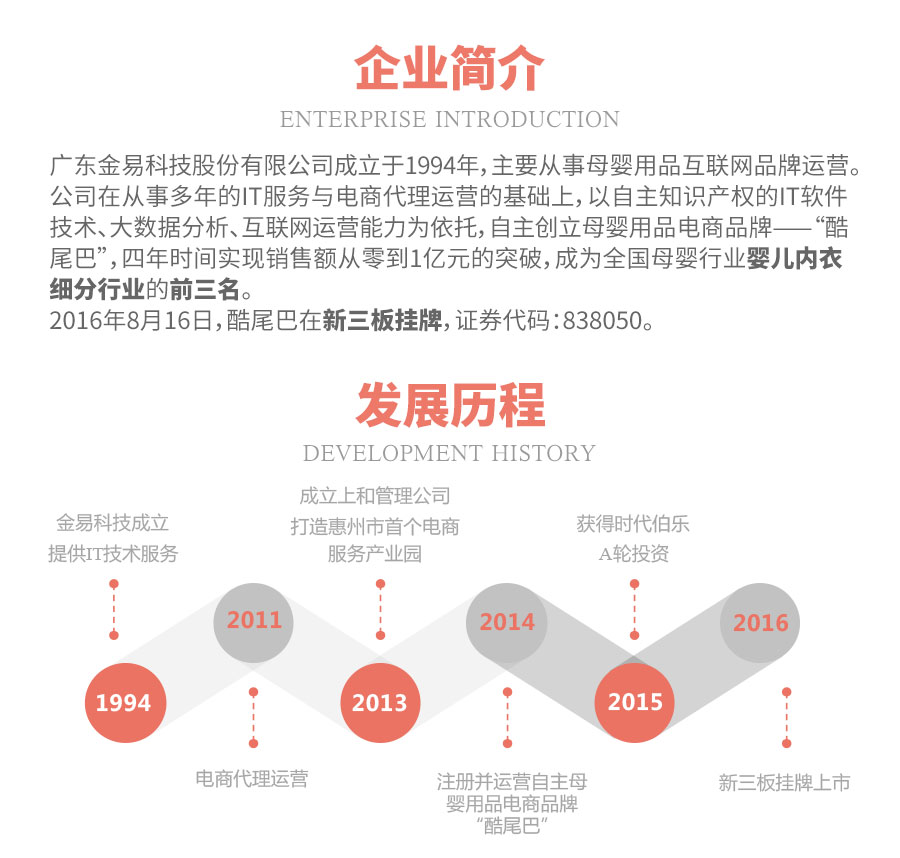 企业简介
ENTERPRISE INTRODUCTION
广东金易科技股份有限公司成立于1994年，主要从事母婴用品互联网品牌运营。
公司在从事多年的IT服务与电商代理运营的基础上，以自主知识产权的IT软件
技术、大数据分析、互联网运营能力为依托，自主创立母婴用品电商品牌——“酷
尾巴”，四年时间实现销售额从零到1亿元的突破，成为全国母婴行业婴儿内衣
细分行业的前三名。
2016年8月16日，酷尾巴在新三板挂牌，证券代码：838050。
发展历程
DEVELOPMENT HISTORY
金易科技成立
提供IT技术服务
1994
2011
电商代理运营
成立上和管理公司
打造惠州市首个电商
服务产业园
2013
2014
注册并运营自主母
婴用品电商品牌
“酷尾巴”
获得时代伯乐
A轮投资
2015
2016
新三板挂牌上市